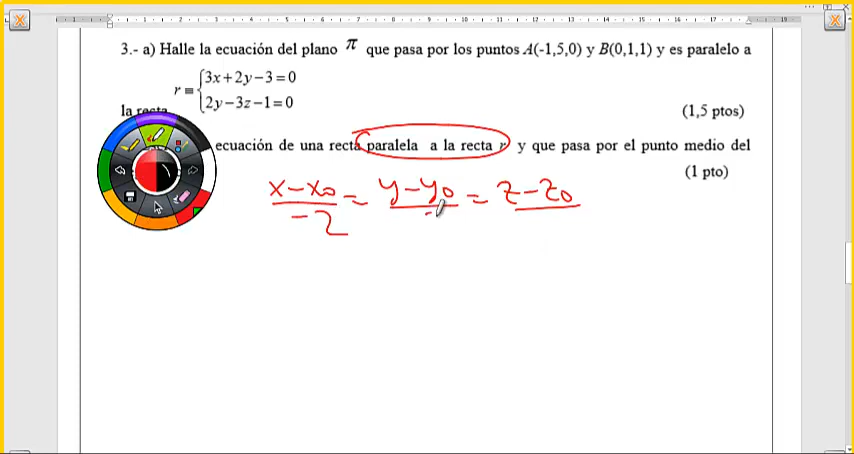 3.- a) Halle la ecuación del plano π que pasa por los puntos A(-1,5,0) y B(0,1,1) y es paralelo a
la recta r ≡ { 3x+2y−3=0
2y−3z−1=0
(1,5 ptos)
ecuación de una recta paralela a la recta r y que pasa por el punto medio del
(1 pto)
x−x0 / −2 = y−y0 / − = z−z0 /